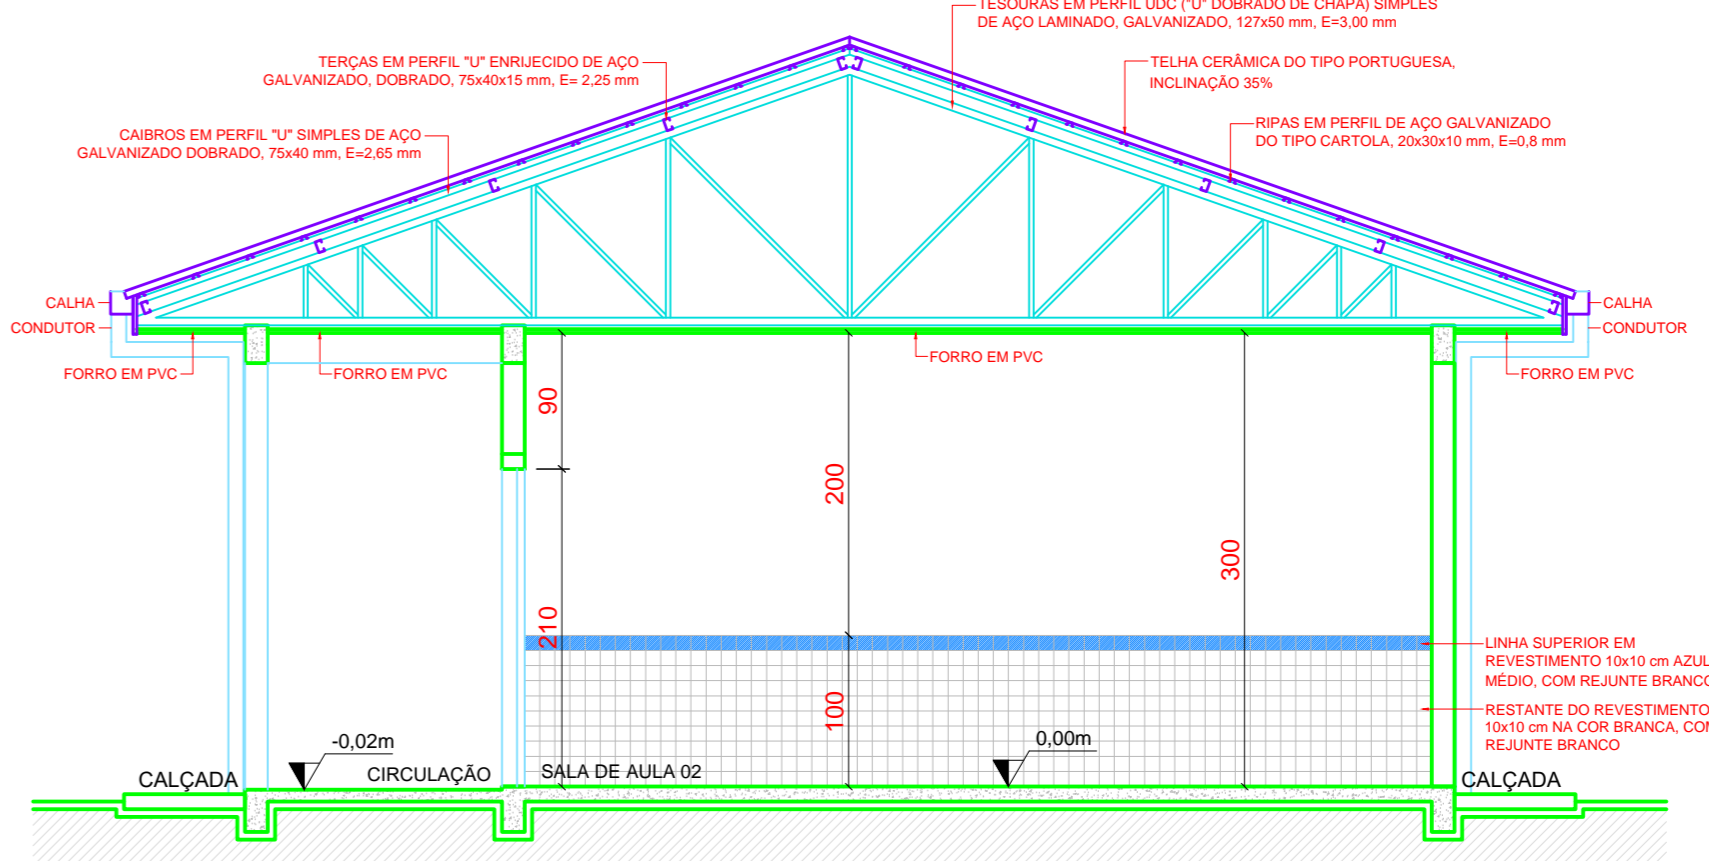 TESOURAS EM PERFIL UDC ("U" DOBRADO DE CHAPA) SIMPLES
DE AÇO LAMINADO, GALVANIZADO, 127x50 mm, E=3,00 mm
TERÇAS EM PERFIL "U" ENRIJECIDO DE AÇO
GALVANIZADO, DOBRADO, 75x40x15 mm, E= 2,25 mm
TELHA CERÂMICA DO TIPO PORTUGUESA,
INCLINAÇÃO 35%
CAIBROS EM PERFIL "U" SIMPLES DE AÇO
GALVANIZADO DOBRADO, 75x40 mm, E=2,65 mm
RIPAS EM PERFIL DE AÇO GALVANIZADO
DO TIPO CARTOLA, 20x30x10 mm, E=0,8 mm
CALHA
CONDUTOR
CALHA
CONDUTOR
FORRO EM PVC
FORRO EM PVC
FORRO EM PVC
FORRO EM PVC
90
200
300
210
100
LINHA SUPERIOR EM
REVESTIMENTO 10x10 cm AZUL
MÉDIO, COM REJUNTE BRANCO
RESTANTE DO REVESTIMENTO
10x10 cm NA COR BRANCA, COM
REJUNTE BRANCO
-0,02m
0,00m
CALÇADA
CIRCULAÇÃO
SALA DE AULA 02
CALÇADA